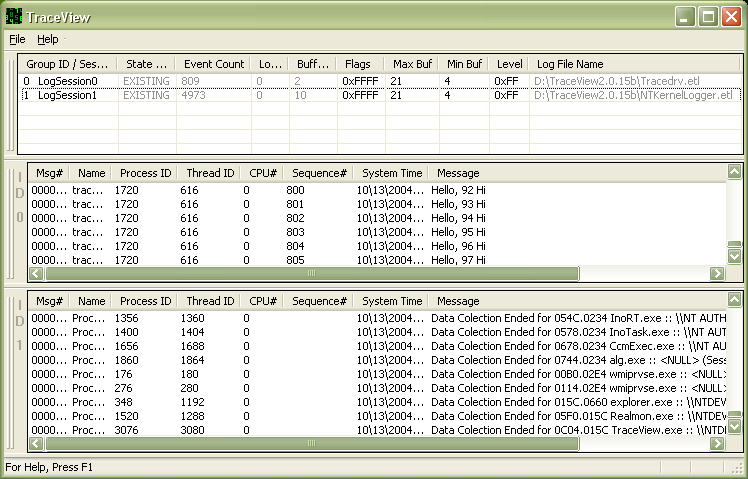 TraceView
File Help
Group ID / Ses... State ... Event Count Lo... Buff... Flags Max Buf Min Buf Level Log File Name
0 LogSession0 EXISTING 809 0 2 0xFFFF 21 4 0xFF D:\TraceView2.0.15b\Tracedrv.etl
1 LogSession1 EXISTING 4973 0 10 0xFFFF 21 4 0xFF D:\TraceView2.0.15b\NTKernelLogger.etl
ID 0
Msg# Name Process ID Thread ID CPU# Sequence# System Time Message
0000... trac... 1720 616 0 800 10\13\2004... Hello, 92 Hi
0000... trac... 1720 616 0 801 10\13\2004... Hello, 93 Hi
0000... trac... 1720 616 0 802 10\13\2004... Hello, 94 Hi
0000... trac... 1720 616 0 803 10\13\2004... Hello, 95 Hi
0000... trac... 1720 616 0 804 10\13\2004... Hello, 96 Hi
0000... trac... 1720 616 0 805 10\13\2004... Hello, 97 Hi
ID 1
Msg# Name Process ID Thread ID CPU# Sequence# System Time Message
0000... Proc... 1356 1360 0 10\13\2004... Data Colection Ended for 054C.0234 InoRT.exe :: \\NT AUTH
0000... Proc... 1400 1404 0 10\13\2004... Data Colection Ended for 0578.0234 InoTask.exe :: \\NT AU
0000... Proc... 1656 1688 0 10\13\2004... Data Colection Ended for 0678.0234 CcmExec.exe :: \\NT A
0000... Proc... 1860 1864 0 10\13\2004... Data Colection Ended for 0744.0234 alg.exe :: <NULL> (Sess
0000... Proc... 176 180 0 10\13\2004... Data Colection Ended for 00B0.02E4 wmiprvse.exe :: <NULL>
0000... Proc... 276 280 0 10\13\2004... Data Colection Ended for 0114.02E4 wmiprvse.exe :: <NULL>
0000... Proc... 348 1192 0 10\13\2004... Data Colection Ended for 015C.0660 explorer.exe :: \\NTDEV
0000... Proc... 1520 1288 0 10\13\2004... Data Colection Ended for 05F0.015C Realmon.exe :: \\NTDEV
0000... Proc... 3076 3080 0 10\13\2004... Data Colection Ended for 0C04.015C TraceView.exe :: \\NTD
For Help, Press F1